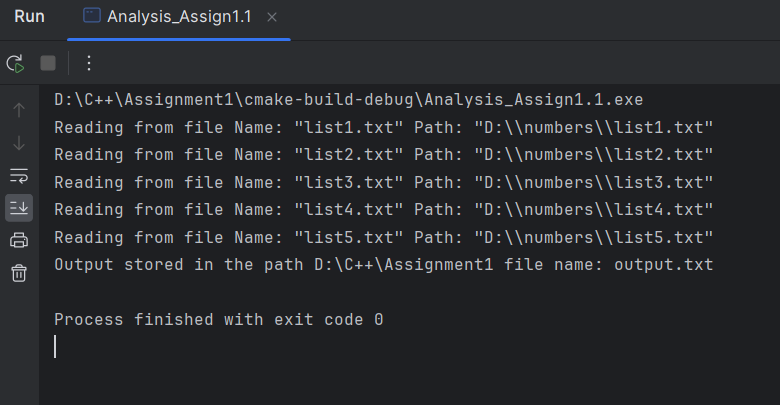 Run Analysis_Assign1.1
D:\C++\Assignment1\cmake-build-debug\Analysis_Assign1.1.exe
Reading from file Name: "list1.txt" Path: "D:\\numbers\\list1.txt"
Reading from file Name: "list2.txt" Path: "D:\\numbers\\list2.txt"
Reading from file Name: "list3.txt" Path: "D:\\numbers\\list3.txt"
Reading from file Name: "list4.txt" Path: "D:\\numbers\\list4.txt"
Reading from file Name: "list5.txt" Path: "D:\\numbers\\list5.txt"
Output stored in the path D:\C++\Assignment1 file name: output.txt
Process finished with exit code 0